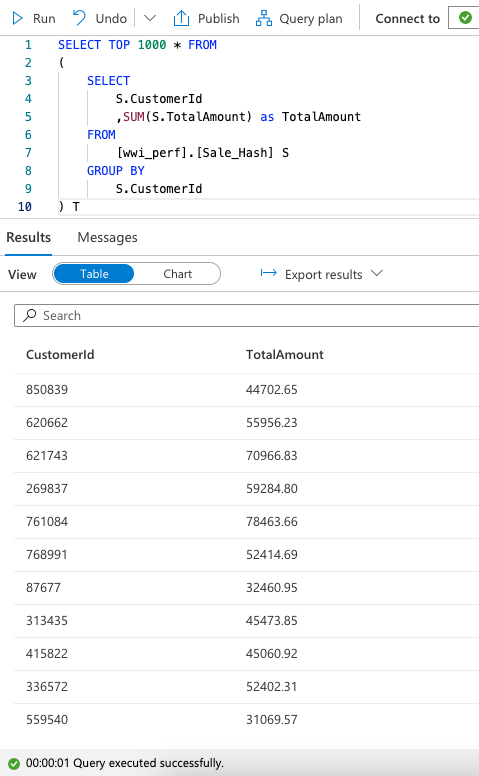 Run Undo Publish Query plan Connect to
1 SELECT TOP 1000 * FROM
2 (
3 SELECT
4 S.CustomerId
5 ,SUM(S.TotalAmount) as TotalAmount
6 FROM
7 [wwi_perf].[Sale_Hash] S
8 GROUP BY
9 S.CustomerId
10 ) T
Results Messages
View Table Chart Export results
Search
CustomerId TotalAmount
850839 44702.65
620662 55956.23
621743 70966.83
269837 59284.80
761084 78463.66
768991 52414.69
87677 32460.95
313435 45473.85
415822 45060.92
336572 52402.31
559540 31069.57
00:00:01 Query executed successfully.